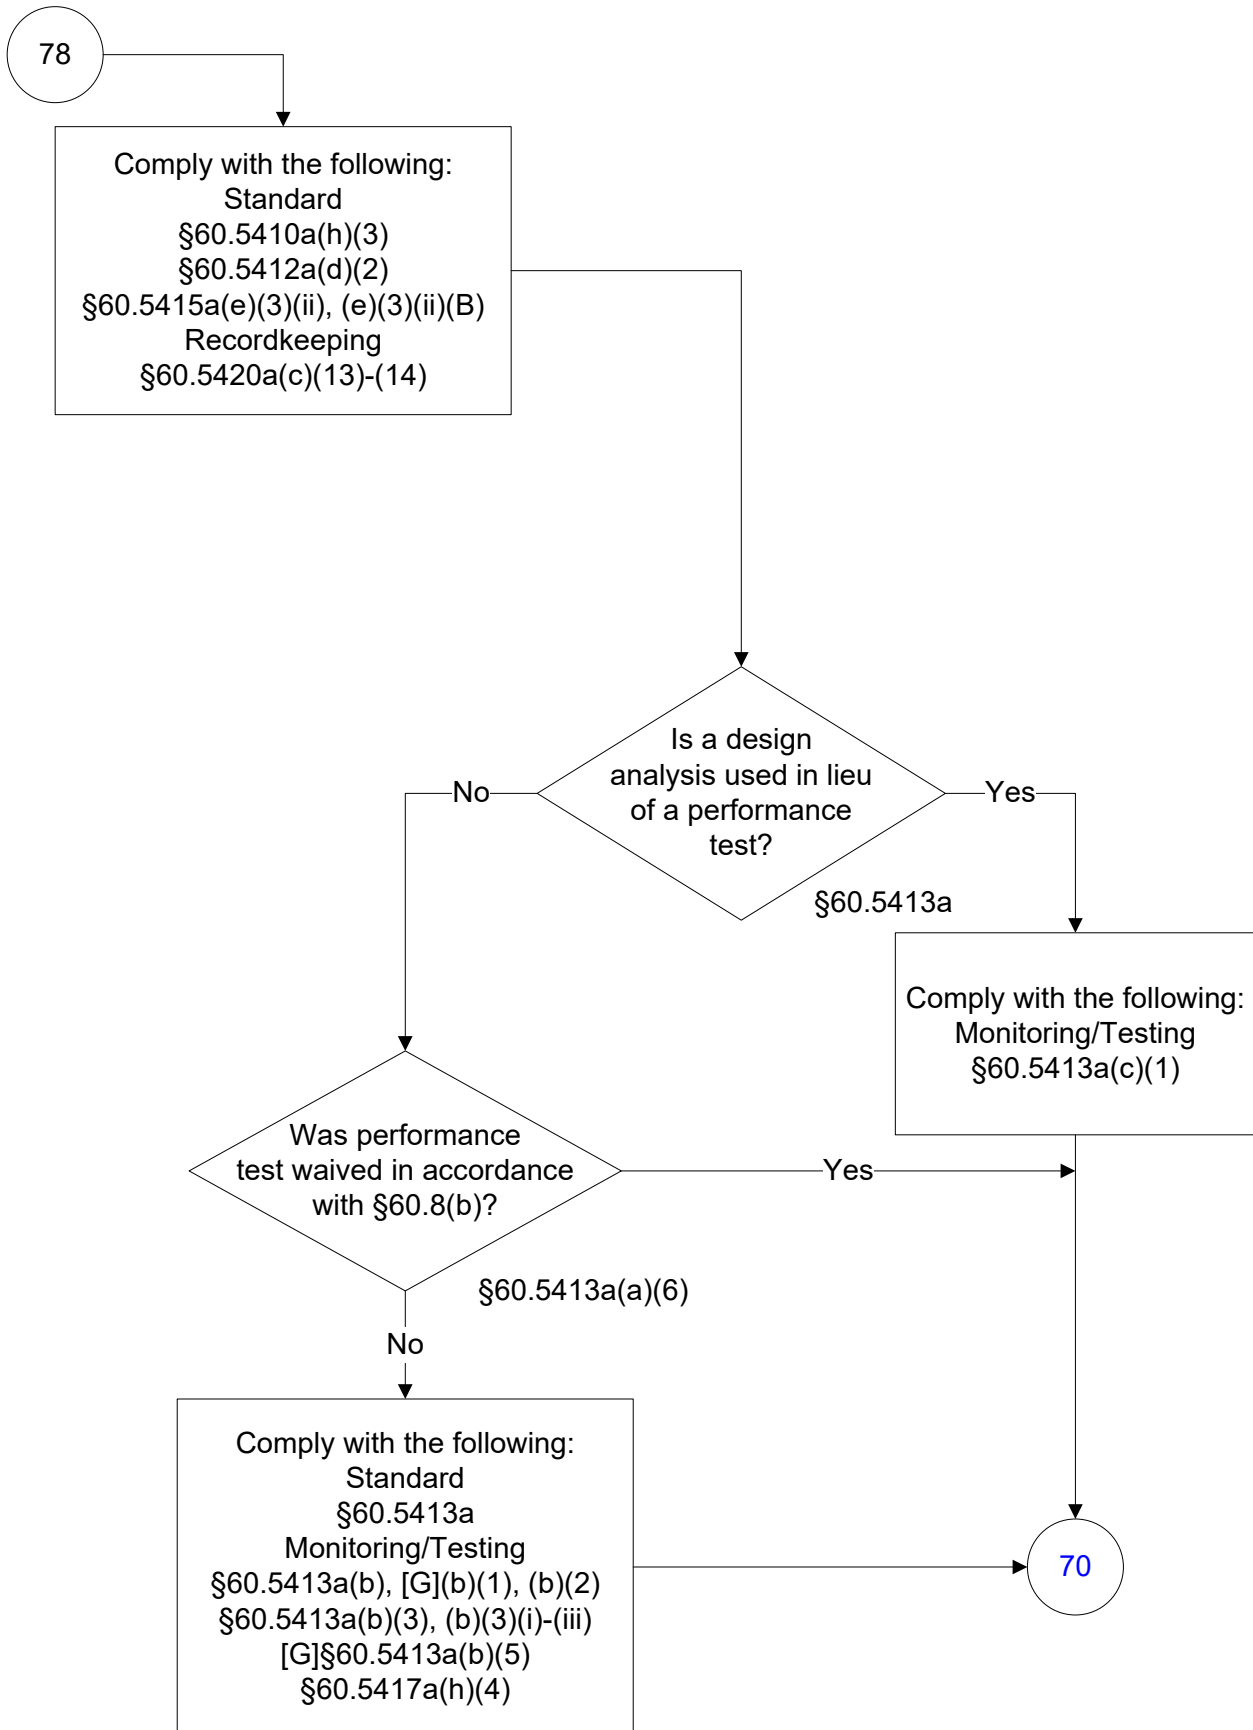 78
Comply with the following:
Standard
§60.5410a(h)(3)
§60.5412a(d)(2)
§60.5415a(e)(3)(ii), (e)(3)(ii)(B)
Recordkeeping
§60.5420a(c)(13)-(14)
Is a design
analysis used in lieu
of a performance
test?
No
Yes
§60.5413a
Comply with the following:
Monitoring/Testing
§60.5413a(c)(1)
Was performance
test waived in accordance
with §60.8(b)?
Yes
§60.5413a(a)(6)
No
Comply with the following:
Standard
§60.5413a
Monitoring/Testing
§60.5413a(b), [G](b)(1), (b)(2)
§60.5413a(b)(3), (b)(3)(i)-(iii)
[G]§60.5413a(b)(5)
§60.5417a(h)(4)
70